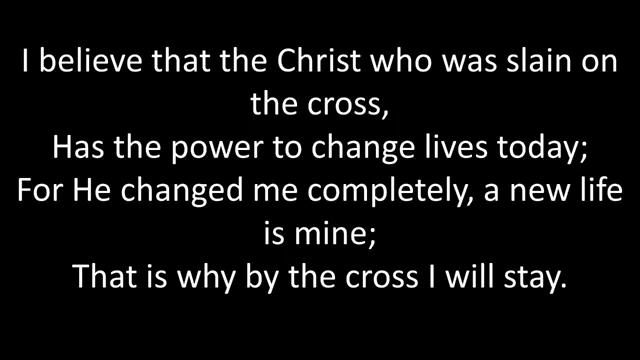 I believe that the Christ who was slain on
the cross,
Has the power to change lives today;
For He changed me completely, a new life
is mine;
That is why by the cross I will stay.